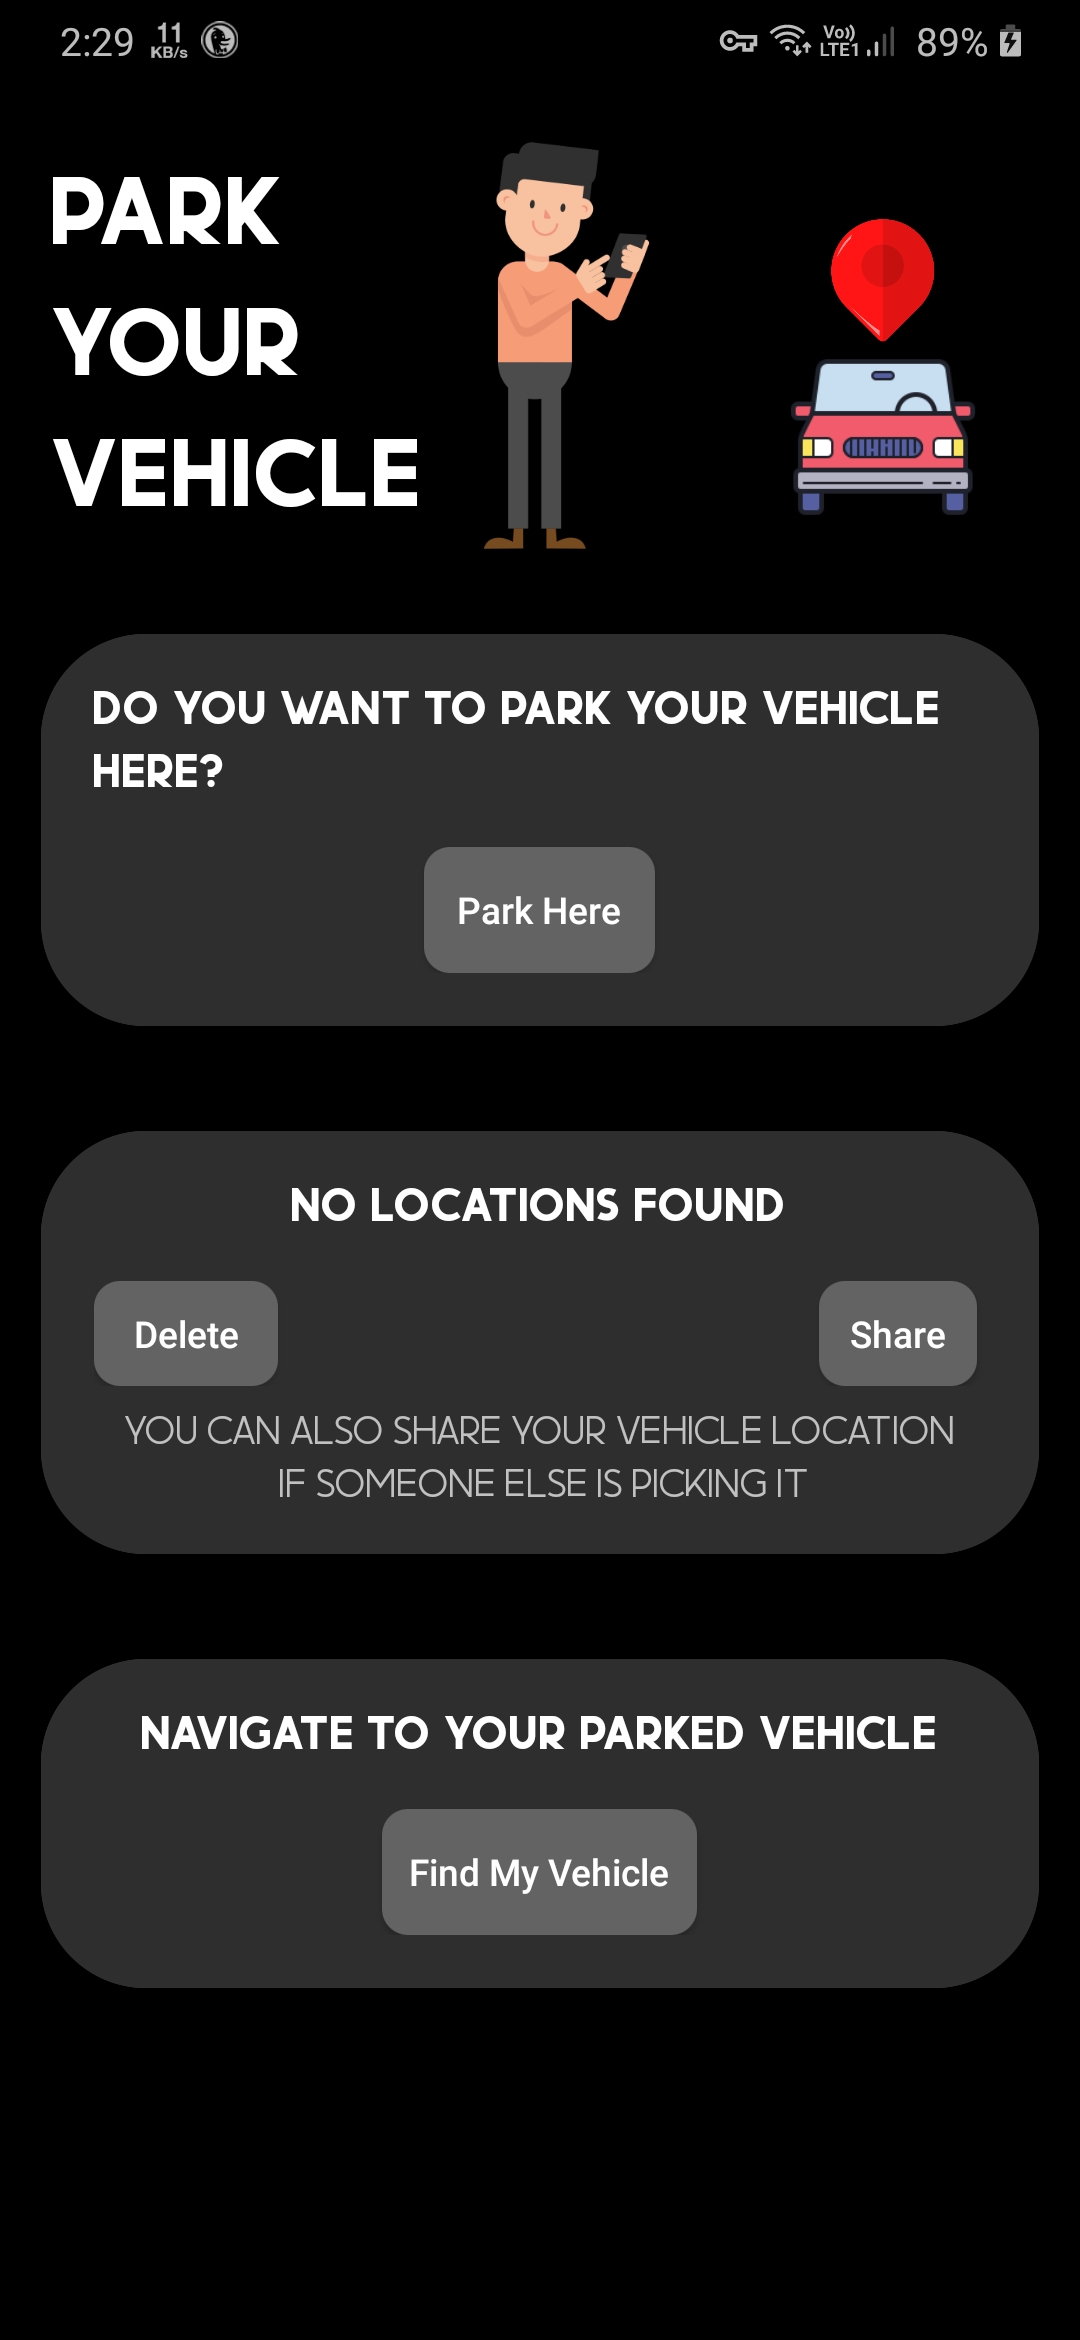 2:29 11 KB/s Vo)) LTE1 89%
PARK
YOUR
VEHICLE
DO YOU WANT TO PARK YOUR VEHICLE
HERE?
Park Here
NO LOCATIONS FOUND
Delete Share
YOU CAN ALSO SHARE YOUR VEHICLE LOCATION
IF SOMEONE ELSE IS PICKING IT
NAVIGATE TO YOUR PARKED VEHICLE
Find My Vehicle